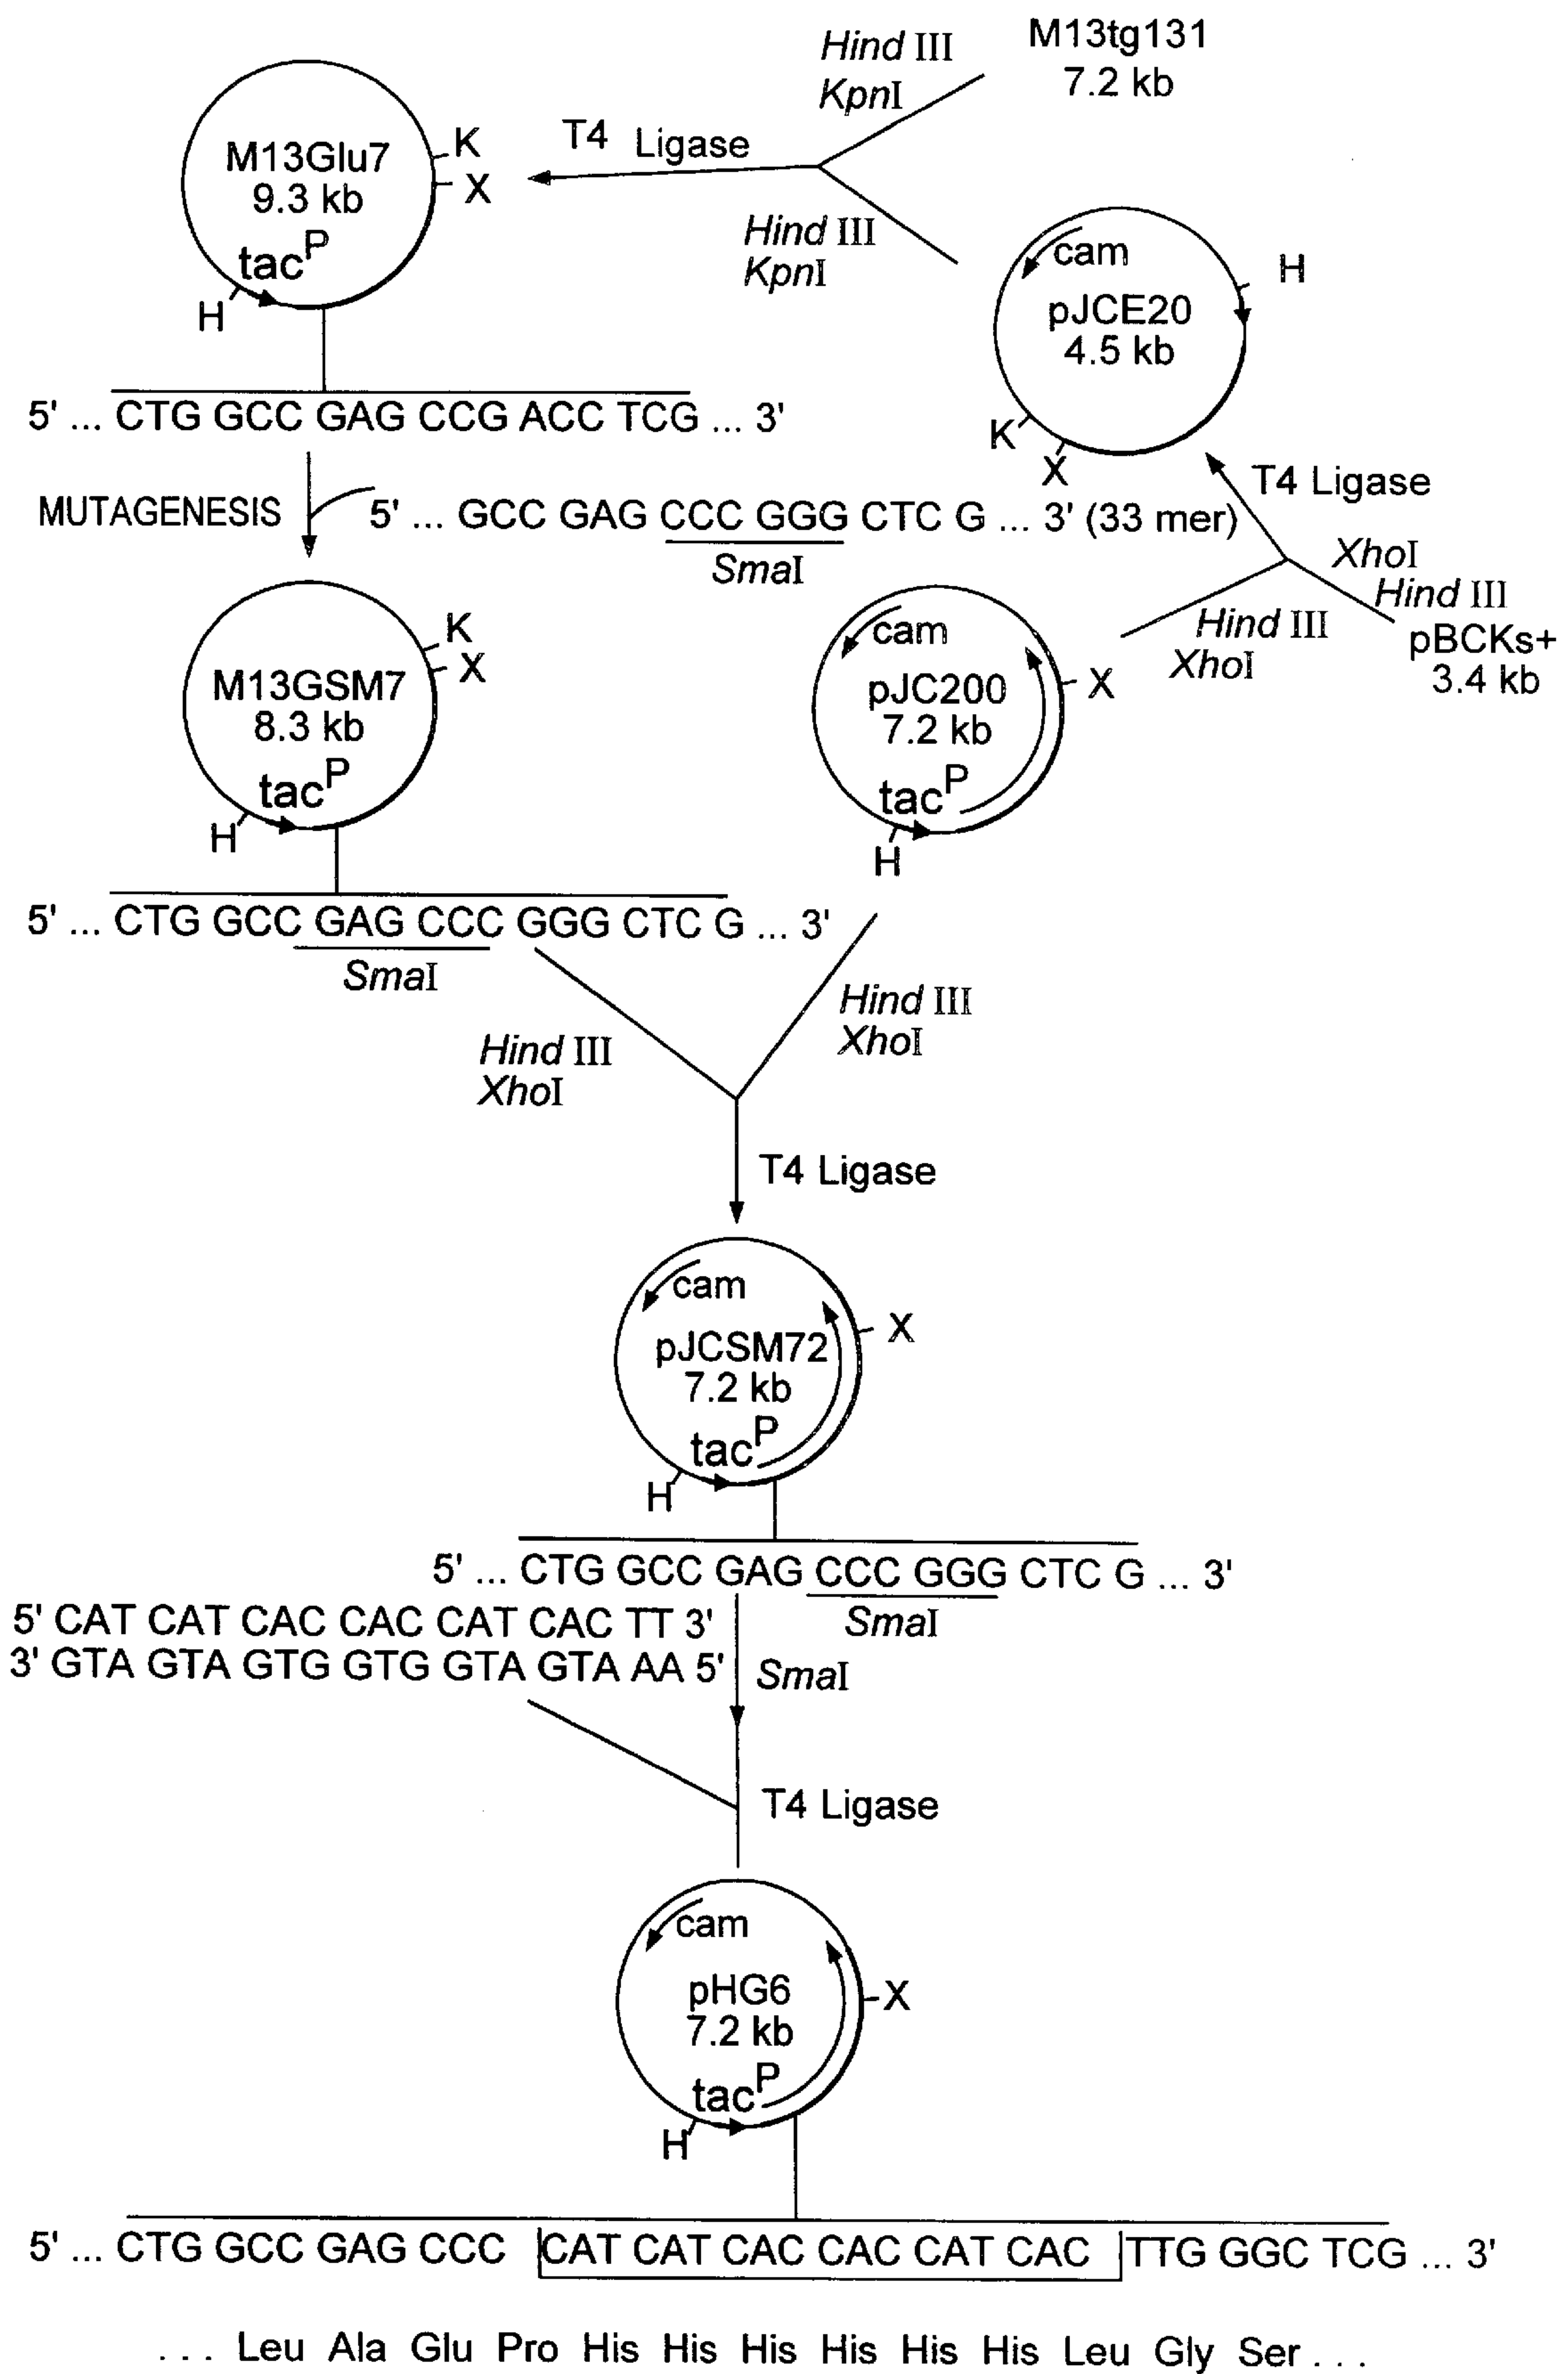 Hind III
KpnI
M13tg131
7.2 kb
T4 Ligase
M13Glu7
9.3 kb
tacP
K
X
H
Hind III
KpnI
cam
pJCE20
4.5 kb
H
K
X
5' ... CTG GCC GAG CCG ACC TCG ... 3'
T4 Ligase
MUTAGENESIS
5' ... GCC GAG CCC GGG CTC G ... 3' (33 mer)
SmaI
XhoI
Hind III
pBCKs+
3.4 kb
Hind III
XhoI
M13GSM7
8.3 kb
tacP
K
X
H
cam
pJC200
7.2 kb
tacP
X
H
5' ... CTG GCC GAG CCC GGG CTC G ... 3'
SmaI
Hind III
XhoI
Hind III
XhoI
T4 Ligase
cam
pJCSM72
7.2 kb
tacP
X
H
5' ... CTG GCC GAG CCC GGG CTC G ... 3'
SmaI
5' CAT CAT CAC CAC CAT CAC TT 3'
3' GTA GTA GTG GTG GTA GTA AA 5'
SmaI
T4 Ligase
cam
pHG6
7.2 kb
tacP
X
H
5' ... CTG GCC GAG CCC CAT CAT CAC CAC CAT CAC TTG GGC TCG ... 3'
... Leu Ala Glu Pro His His His His His His Leu Gly Ser ...